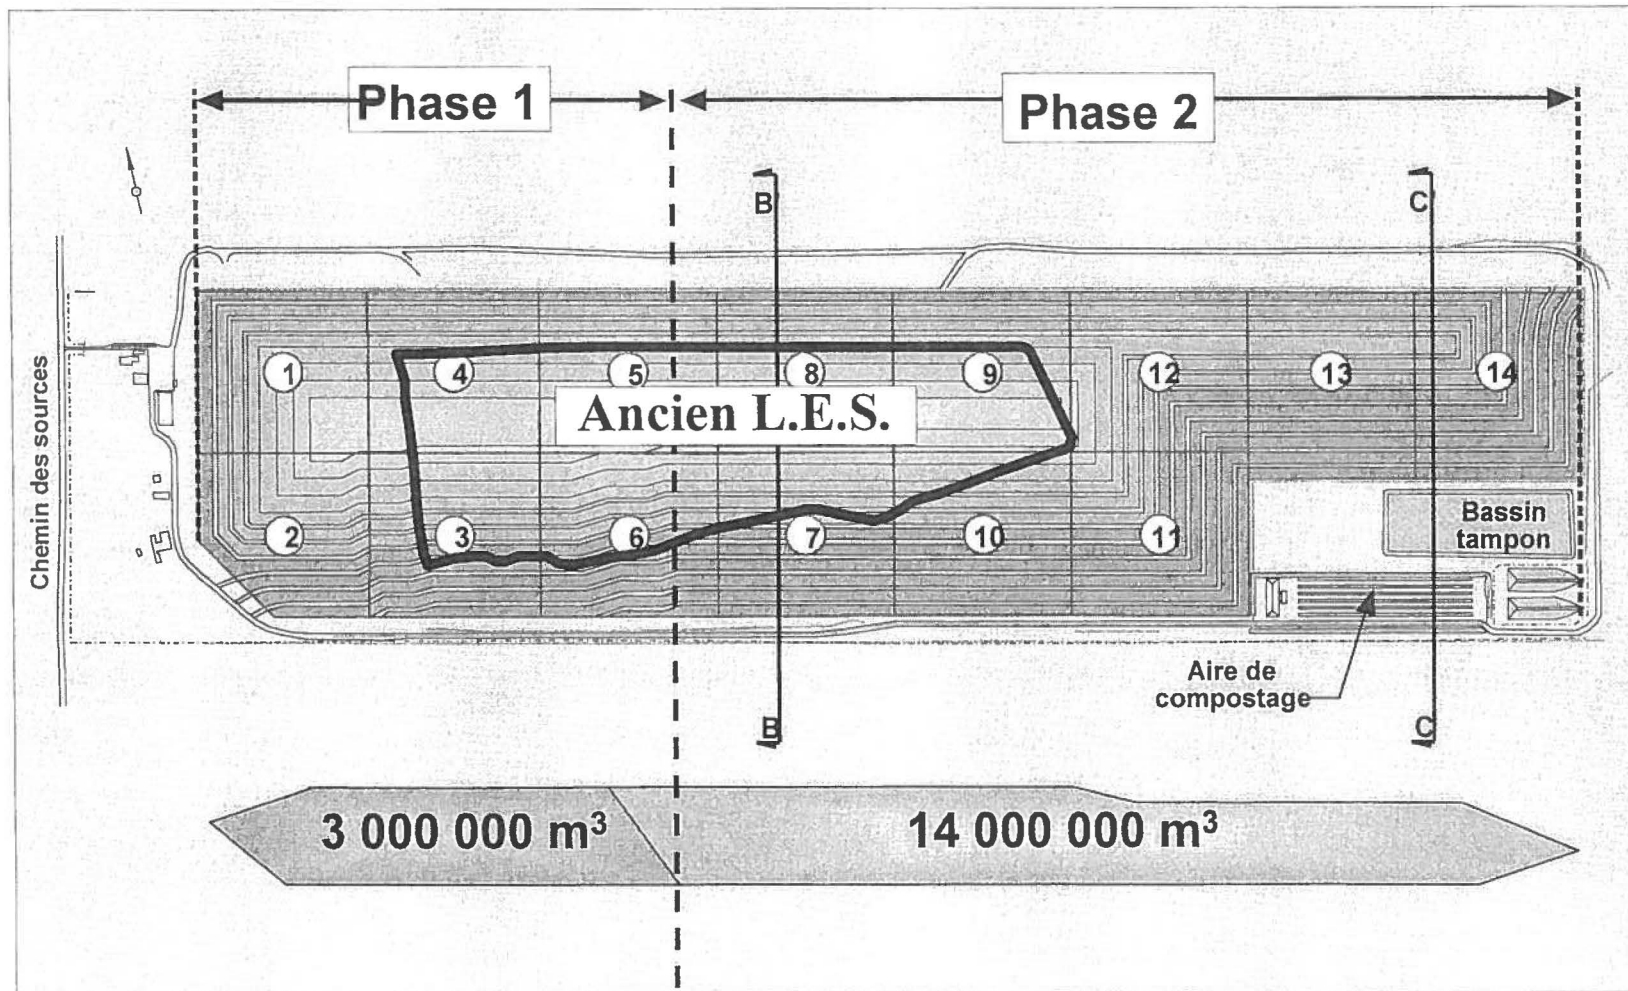 Phase 1
Phase 2
B
C
Chemin des sources
1
4
5
8
9
12
13
14
Ancien L.E.S.
2
3
6
7
10
11
Bassin
tampon
Aire de
compostage
B
C
3 000 000 m³
14 000 000 m³